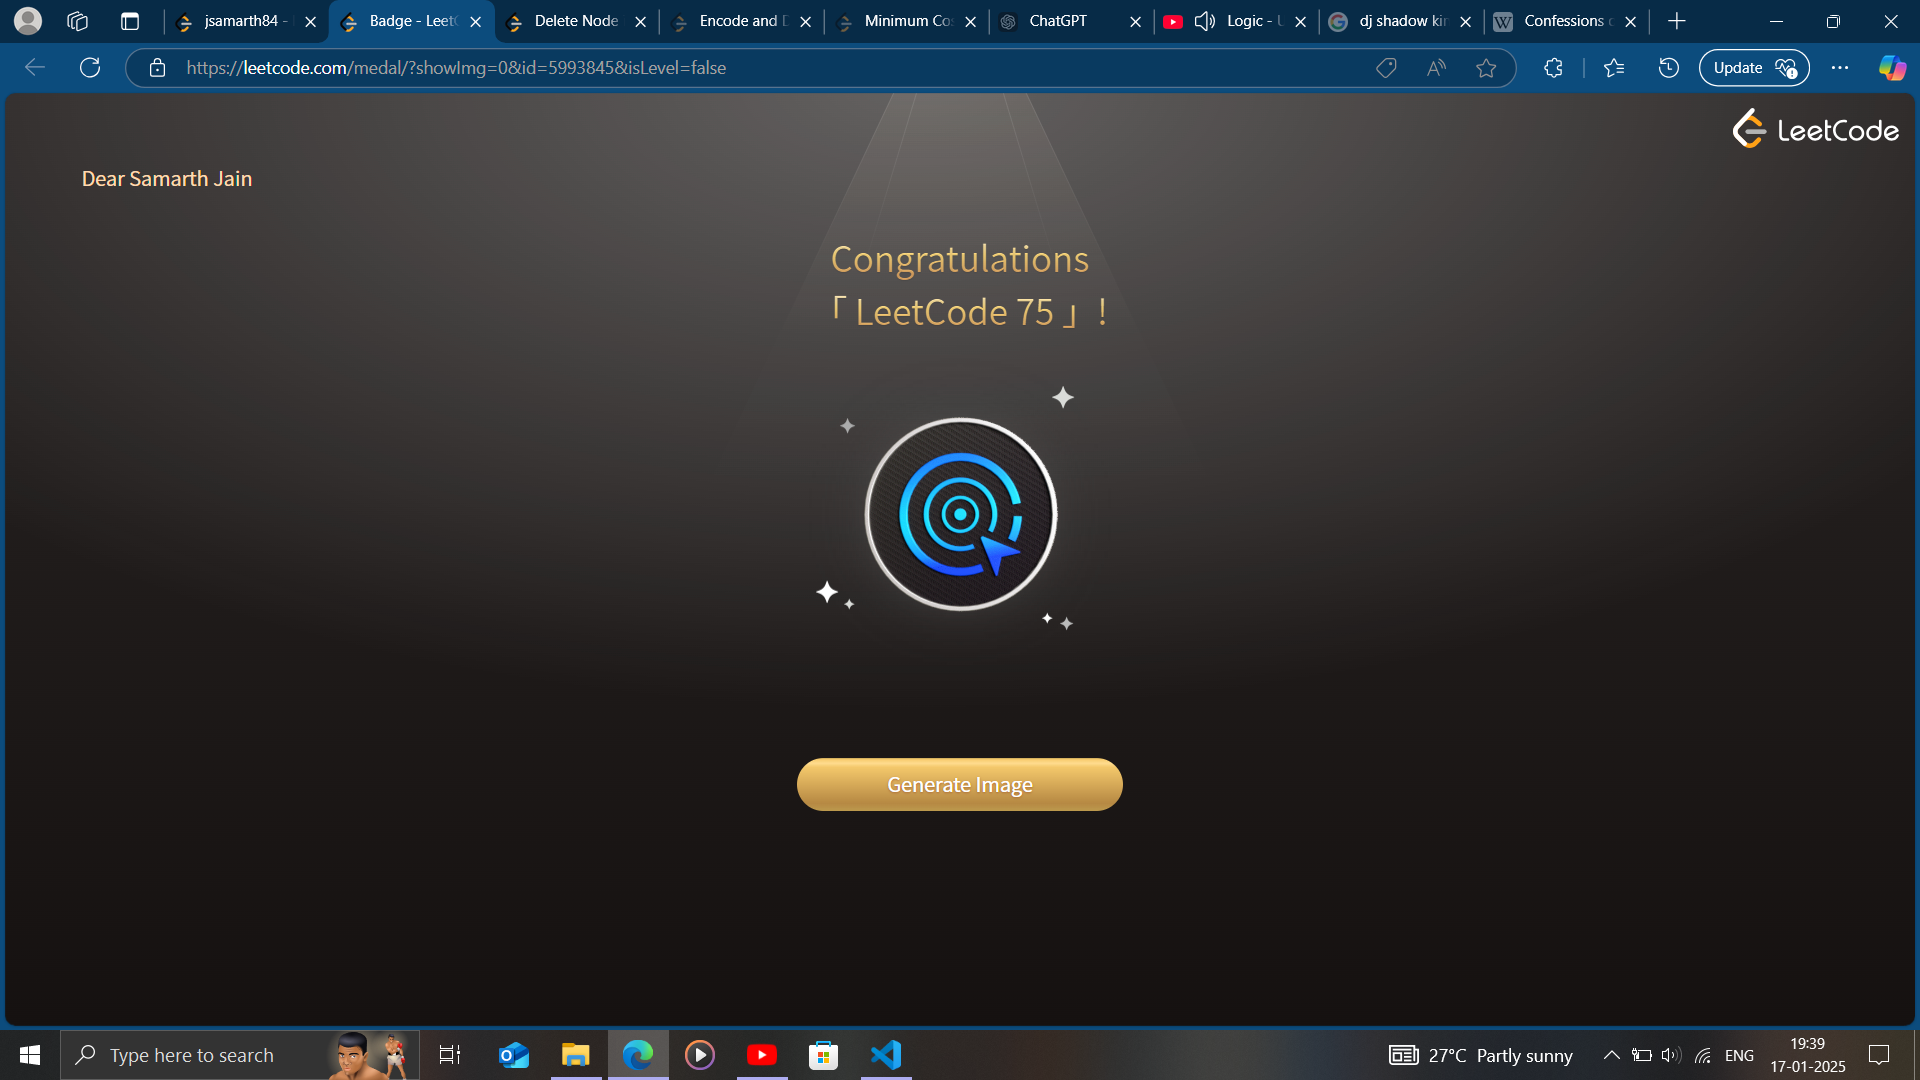 jsamarth84 -
Badge - Leet
Delete Node
Encode and D
Minimum Co
ChatGPT
Logic -
dj shadow kin
Confessions
https://leetcode.com/medal/?showImg=0&id=5993845&isLevel=false
Update
LeetCode
Dear Samarth Jain
Congratulations
「 LeetCode 75 」!
Generate Image
Type here to search
27°C Partly sunny
ENG
19:39
17-01-2025